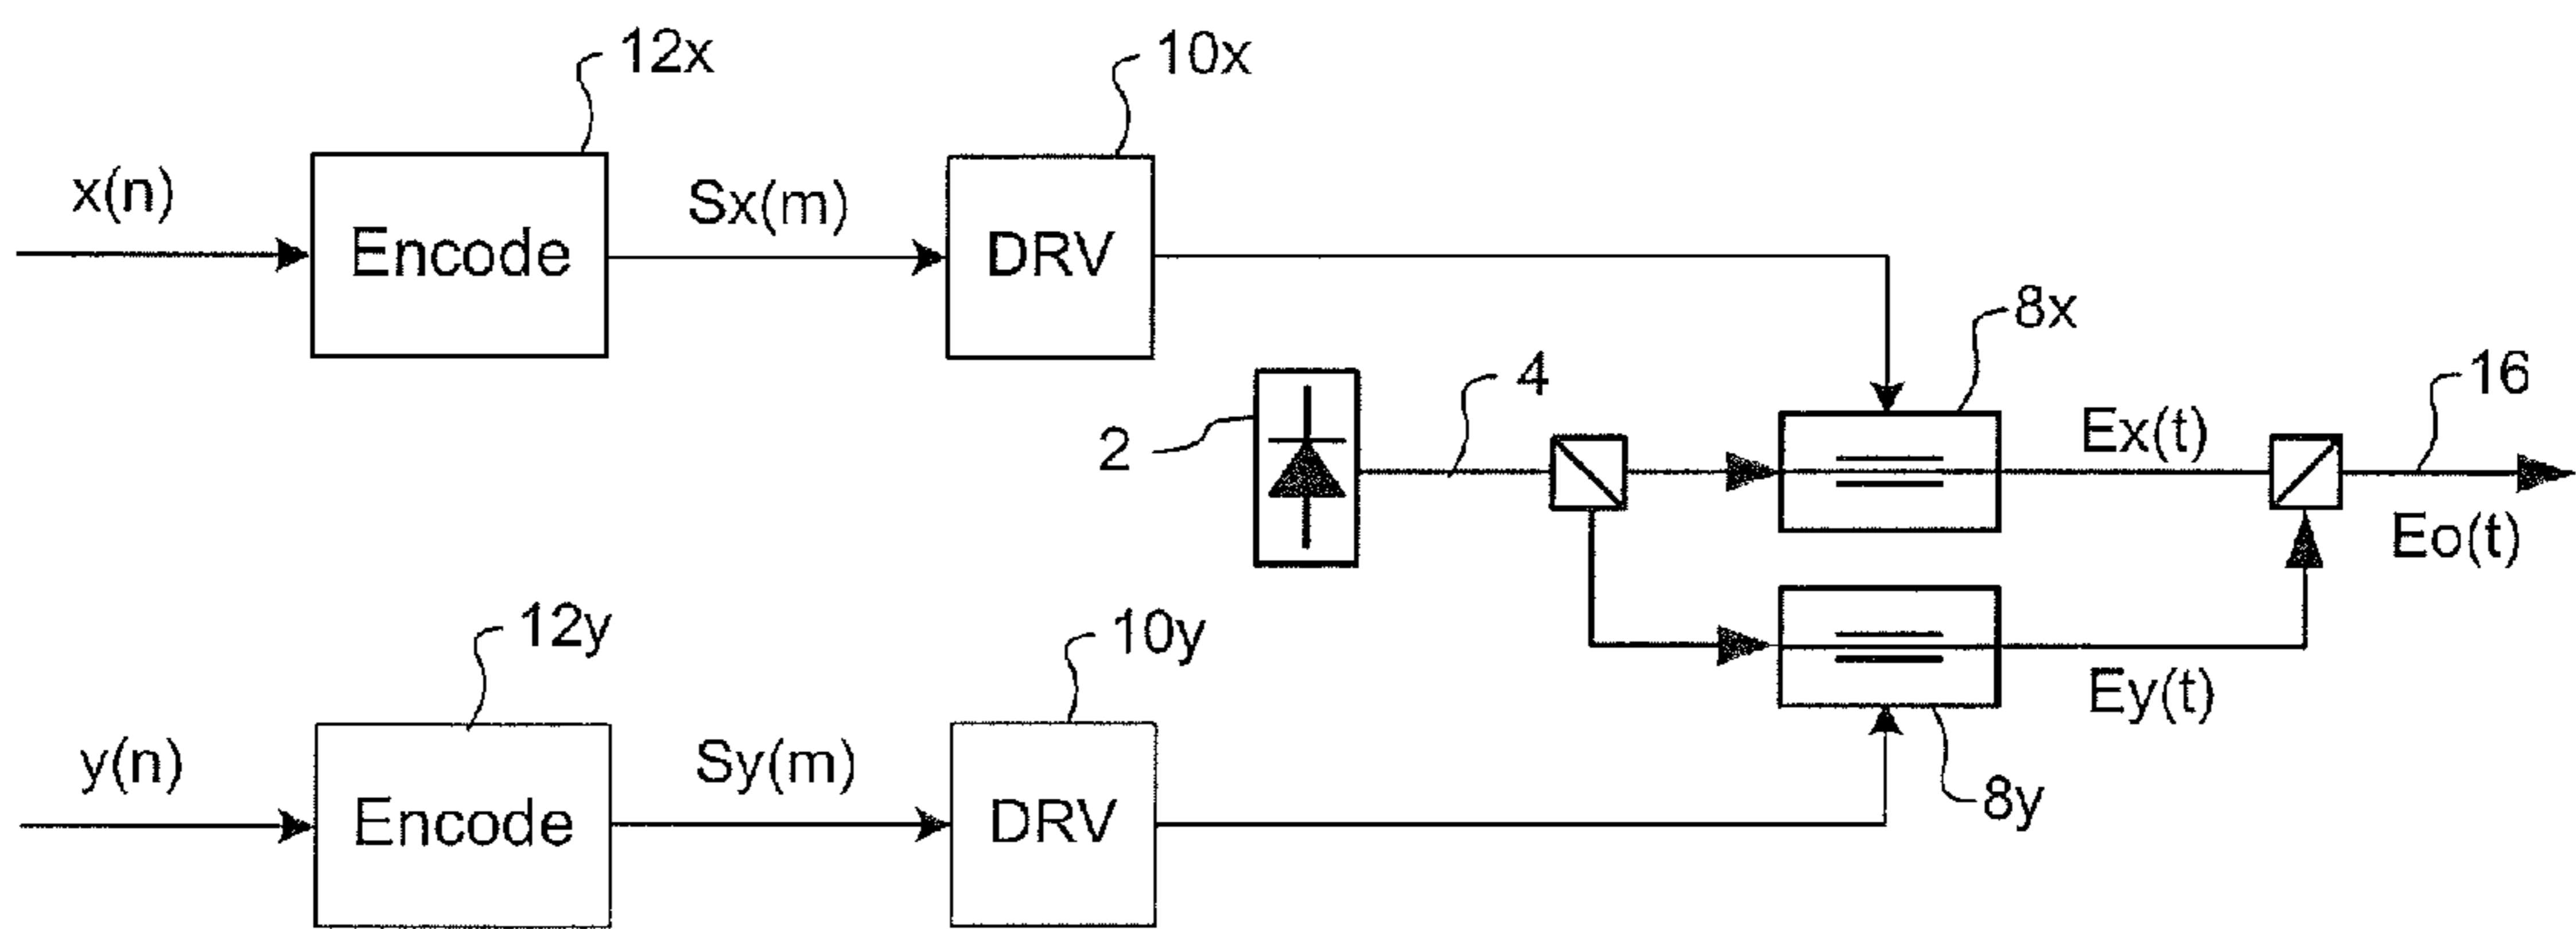 12x
10x
x(n)
Encode
Sx(m)
DRV
8x
2
4
Ex(t)
16
Eo(t)
12y
10y
y(n)
Encode
Sy(m)
DRV
Ey(t)
8y